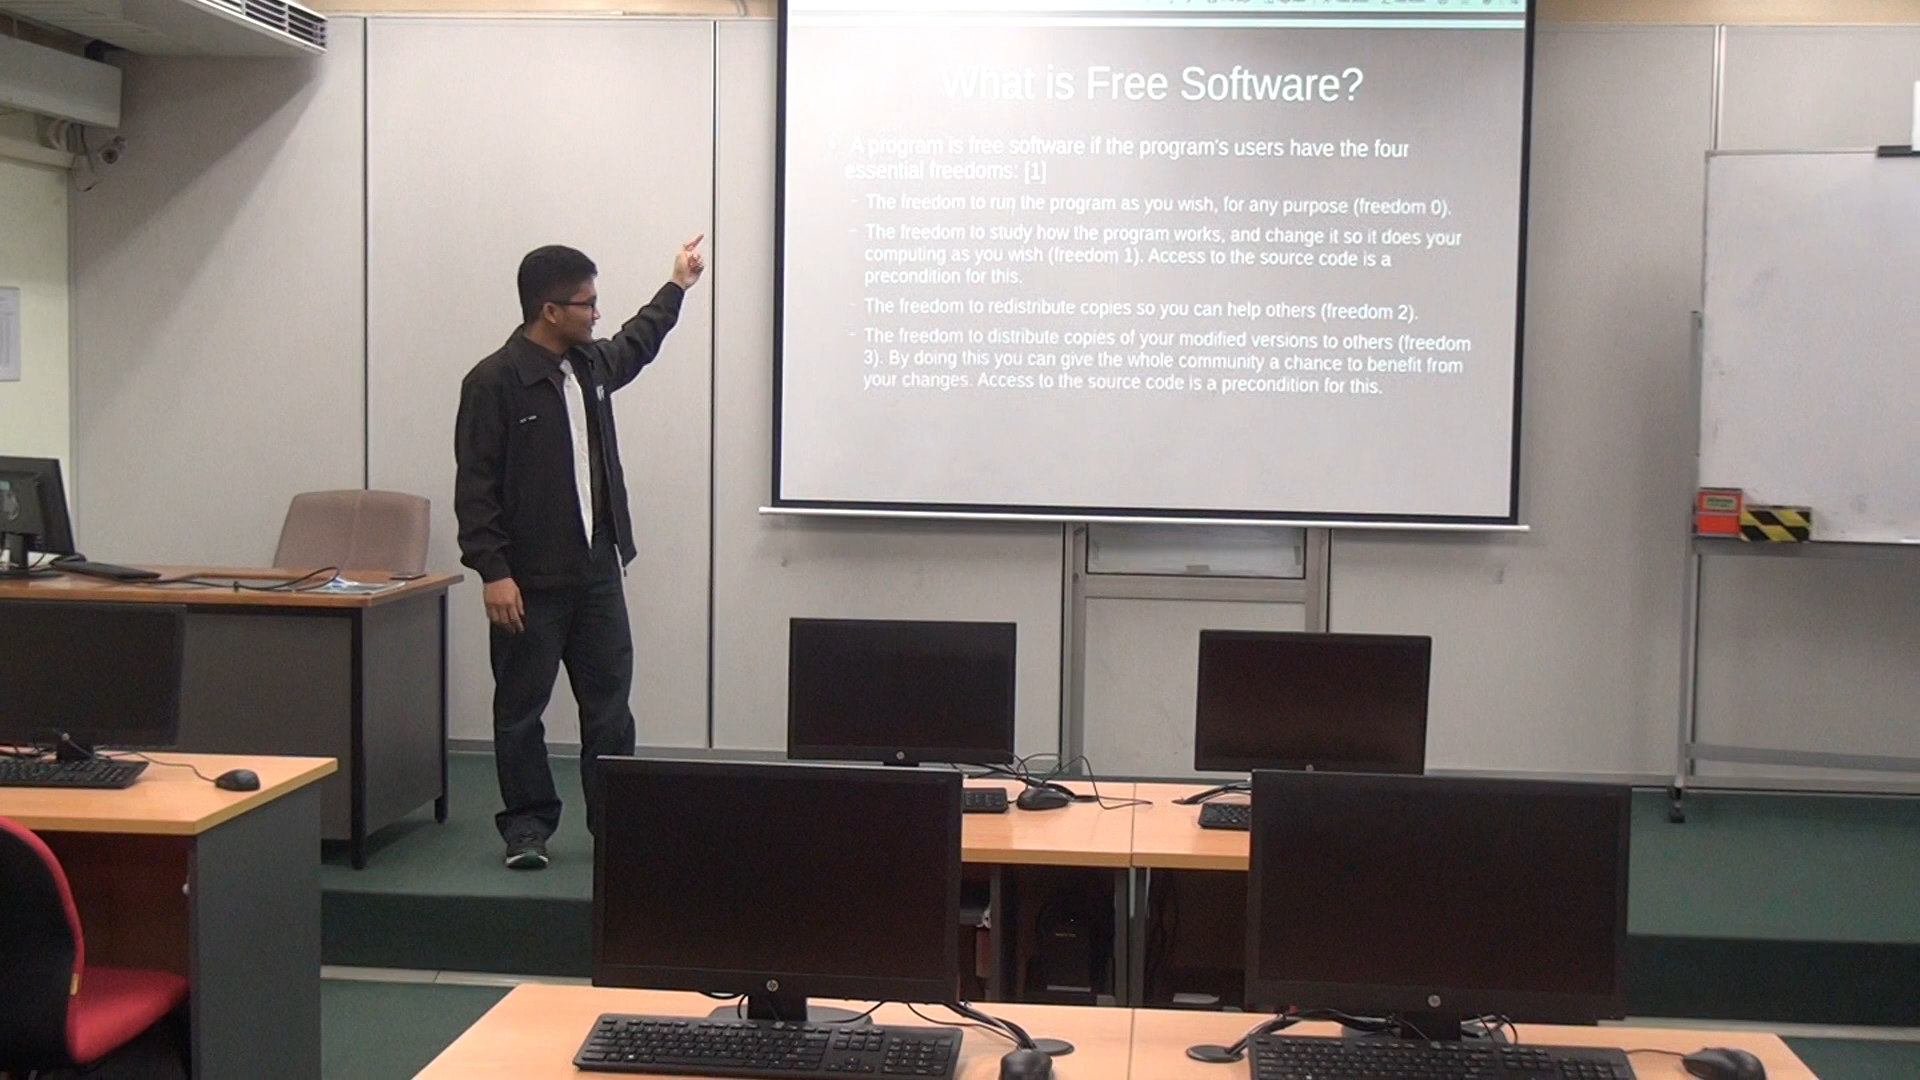 What is Free Software?
A program is free software if the program's users have the four
essential freedoms: [1]
– The freedom to run the program as you wish, for any purpose (freedom 0).
– The freedom to study how the program works, and change it so it does your
computing as you wish (freedom 1). Access to the source code is a
precondition for this.
– The freedom to redistribute copies so you can help others (freedom 2).
– The freedom to distribute copies of your modified versions to others (freedom
3). By doing this you can give the whole community a chance to benefit from
your changes. Access to the source code is a precondition for this.
hp
hp
hp